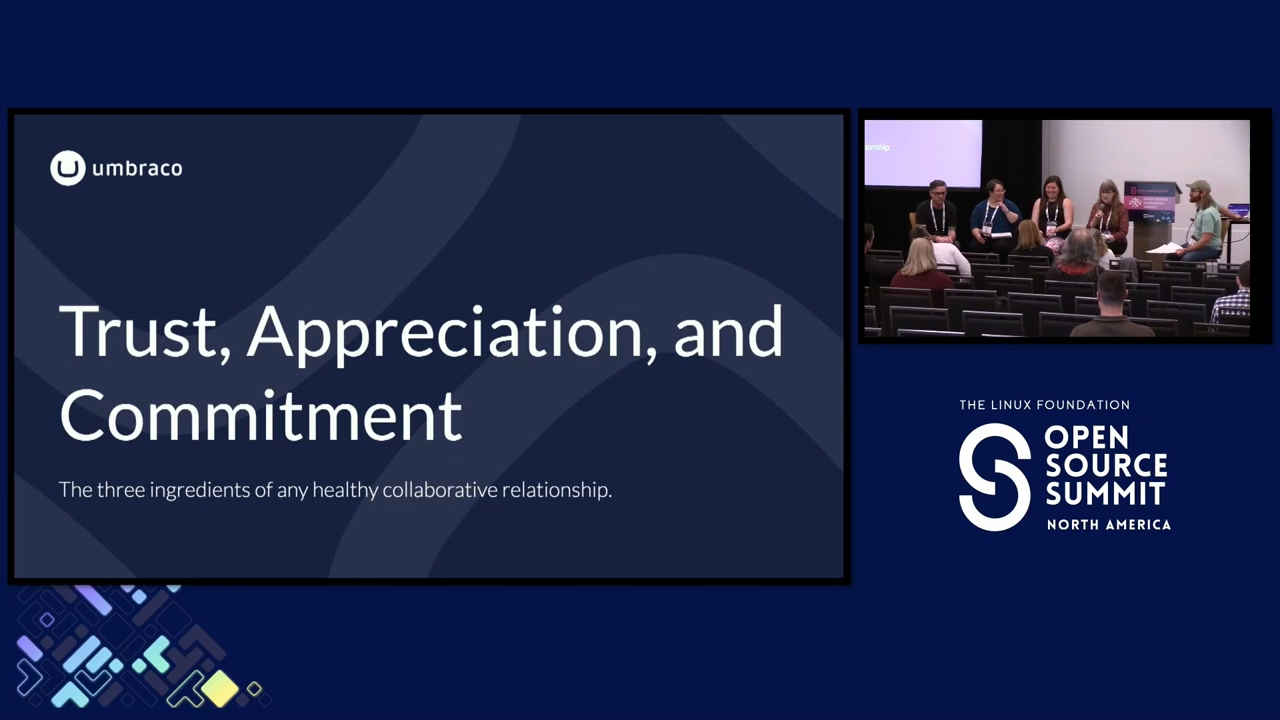 umbraco
Trust, Appreciation, and
Commitment
The three ingredients of any healthy collaborative relationship.
onship.
THE LINUX FOUNDATION
OPEN
SOURCE
SUMMIT
NORTH AMERICA